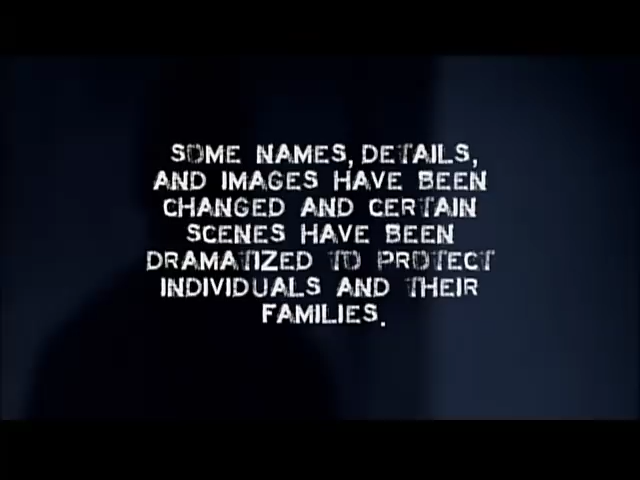 SOME NAMES, DETAILS,
AND IMAGES HAVE BEEN
CHANGED AND CERTAIN
SCENES HAVE BEEN
DRAMATIZED TO PROTECT
INDIVIDUALS AND THEIR
FAMILIES.